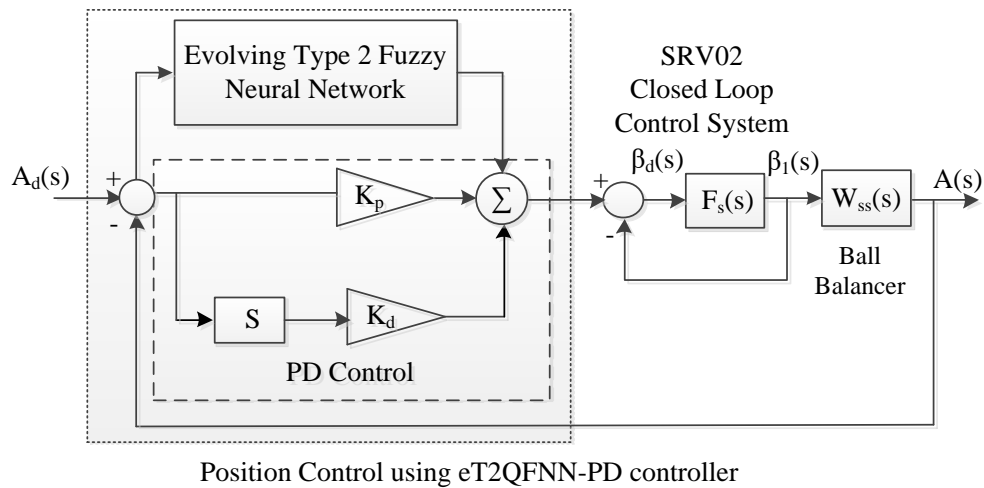 Evolving Type 2 Fuzzy
Neural Network
SRV02
Closed Loop
Control System
A_d(s)
+
-
K_p
Σ
+
-
β_d(s)
F_s(s)
β_1(s)
W_ss(s)
A(s)
Ball
Balancer
S
K_d
PD Control
Position Control using eT2QFNN-PD controller